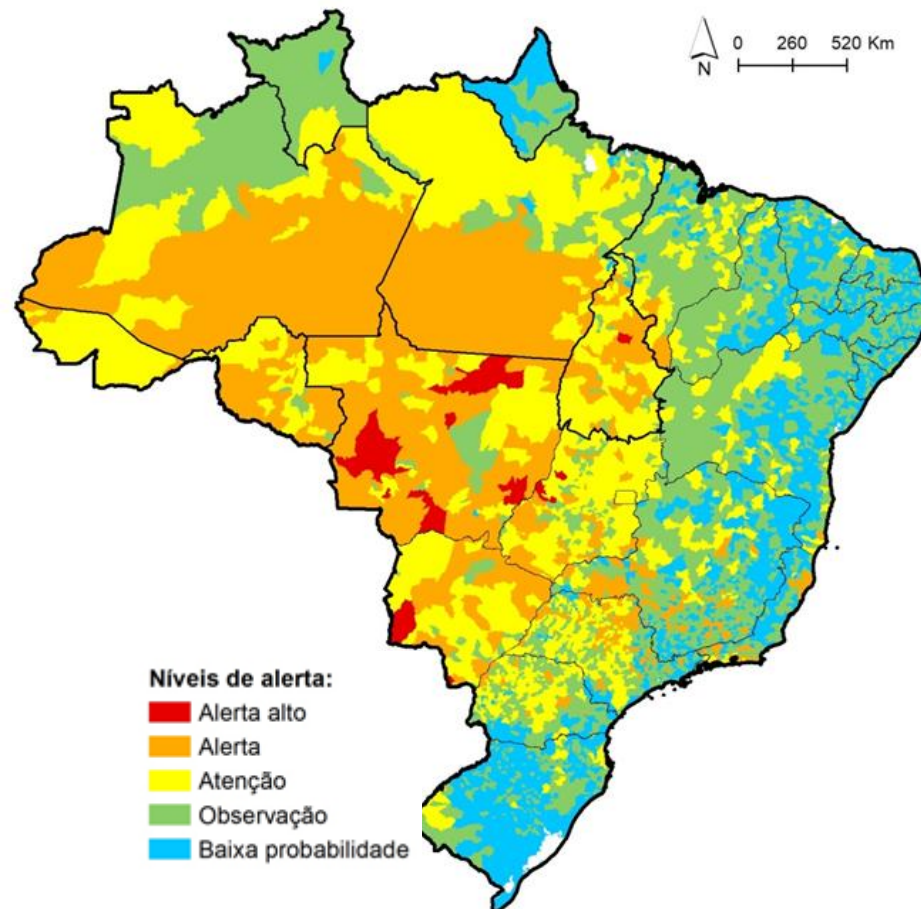 N
0 260 520 Km
Níveis de alerta:
Alerta alto
Alerta
Atenção
Observação
Baixa probabilidade